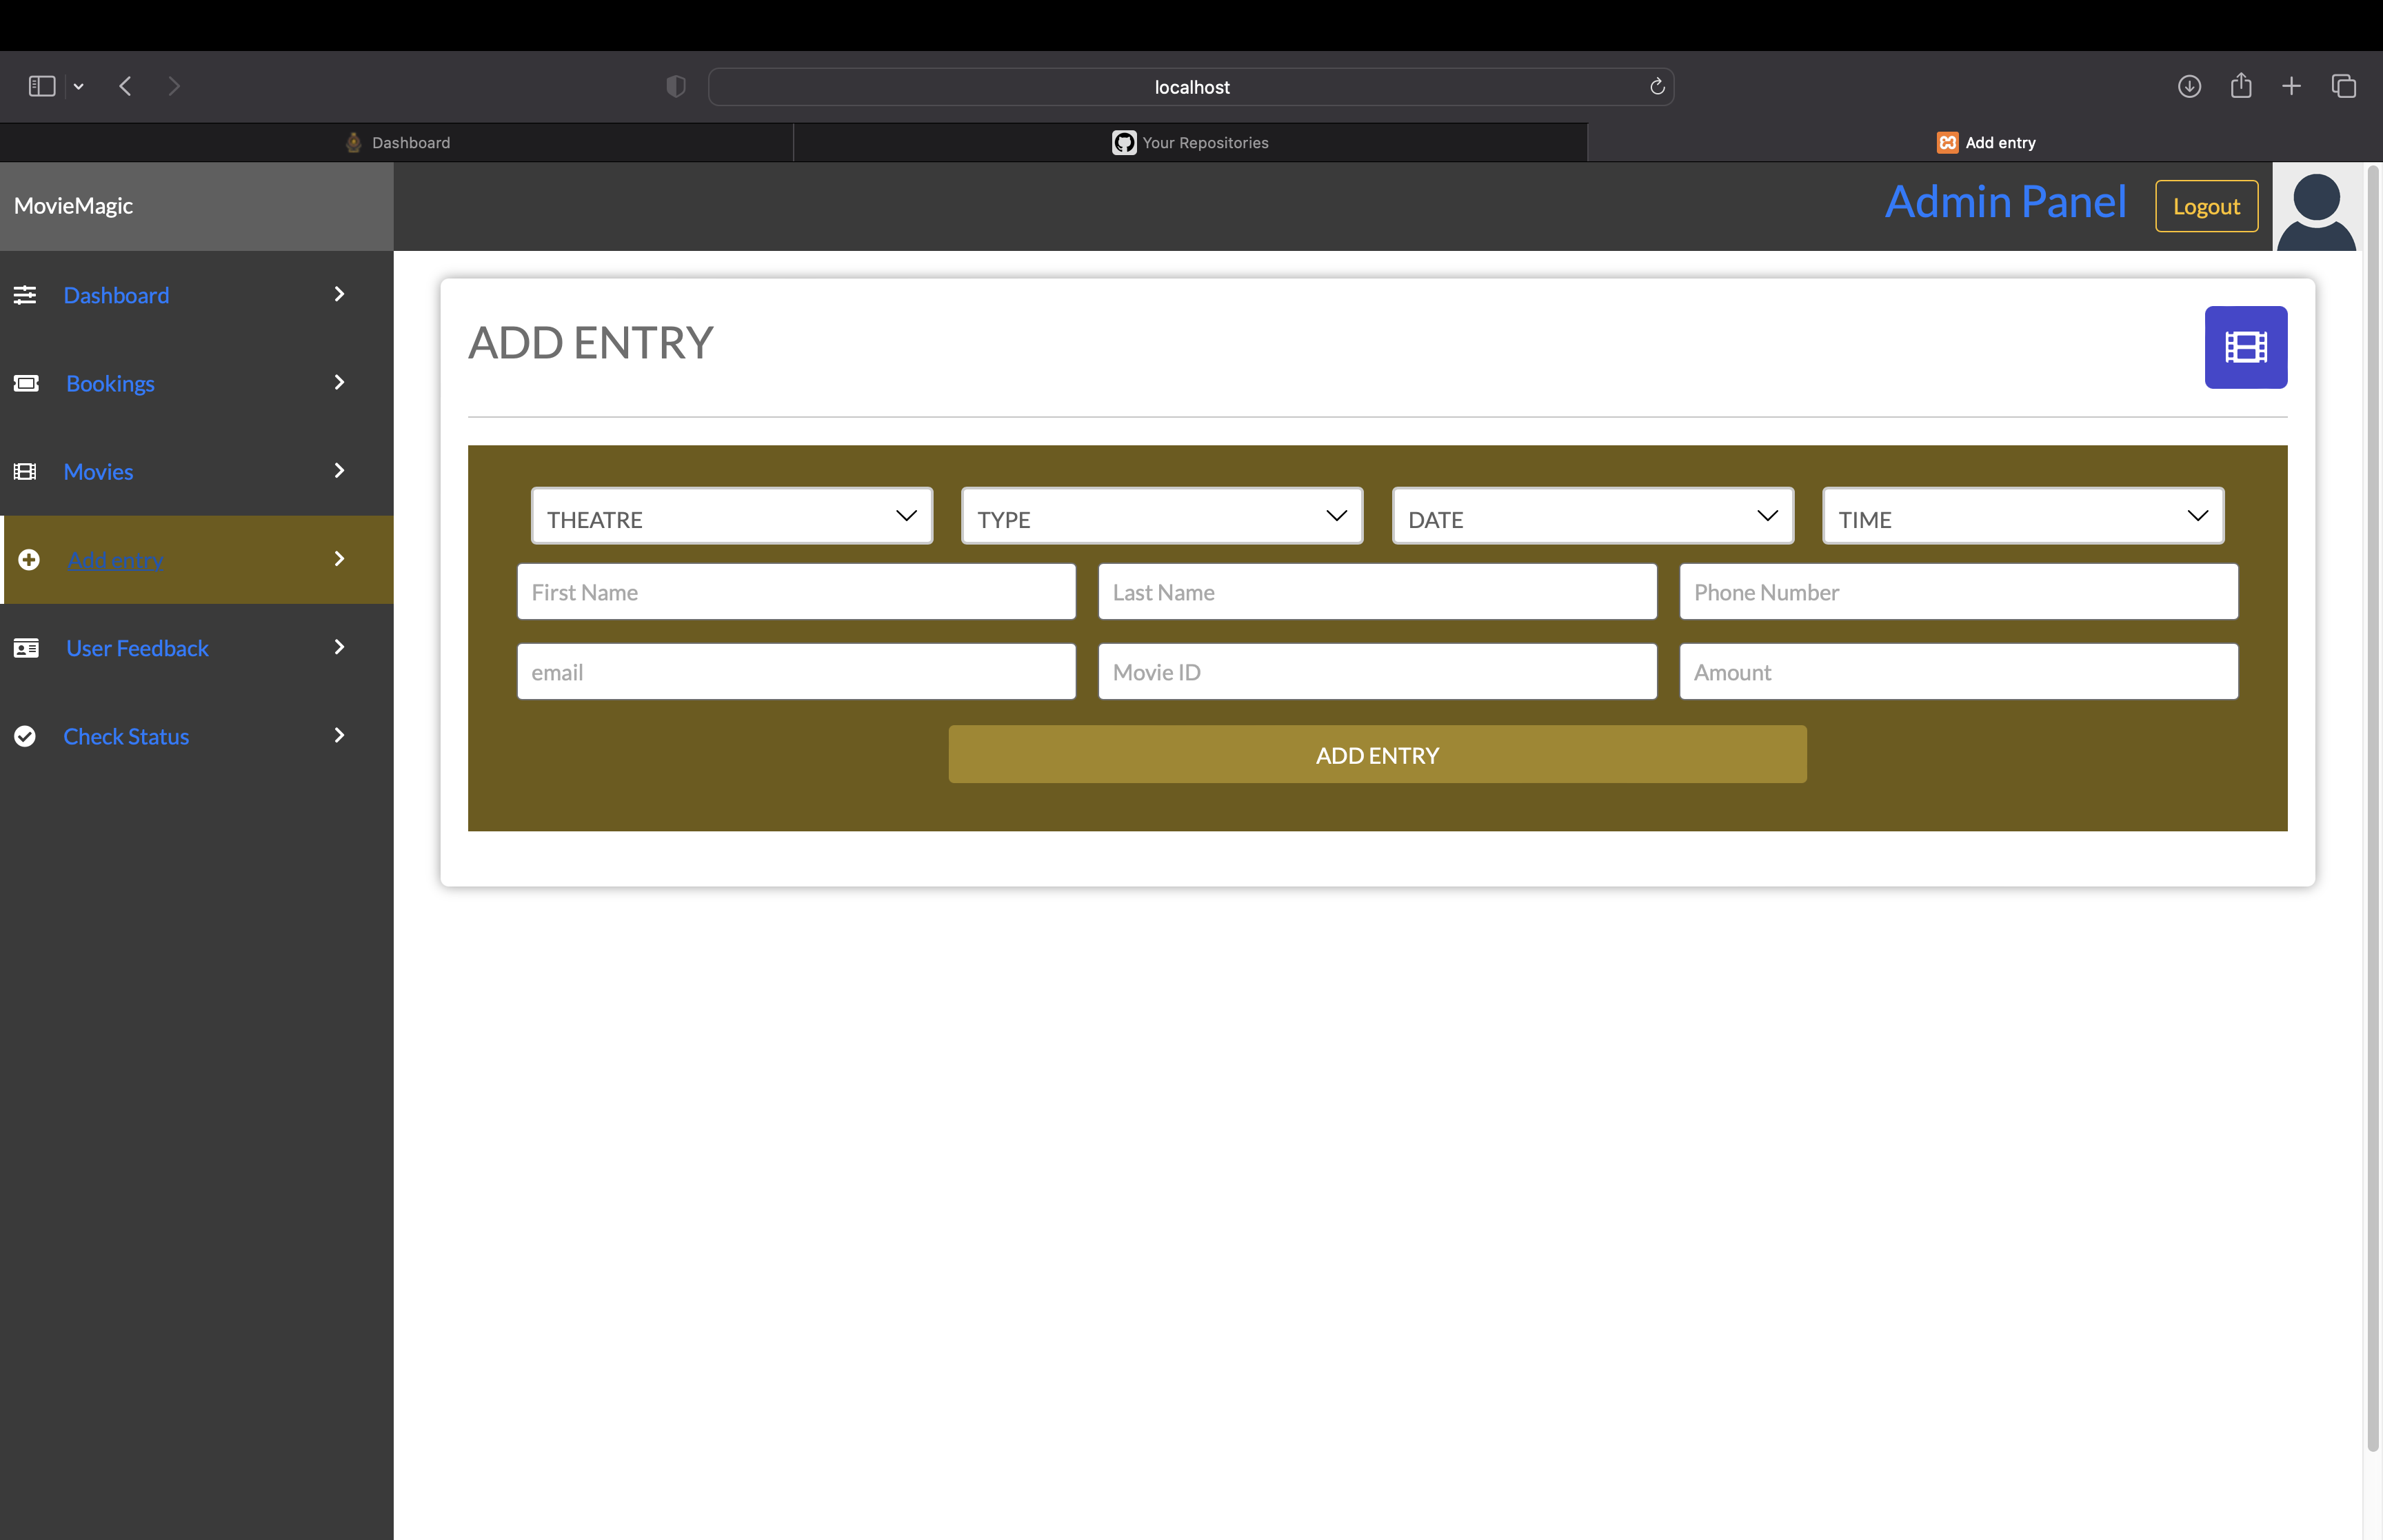 localhost
Dashboard
Your Repositories
Add entry
MovieMagic
Admin Panel
Logout
Dashboard
Bookings
Movies
Add entry
User Feedback
Check Status
ADD ENTRY
THEATRE TYPE DATE TIME
First Name Last Name Phone Number
email Movie ID Amount
ADD ENTRY